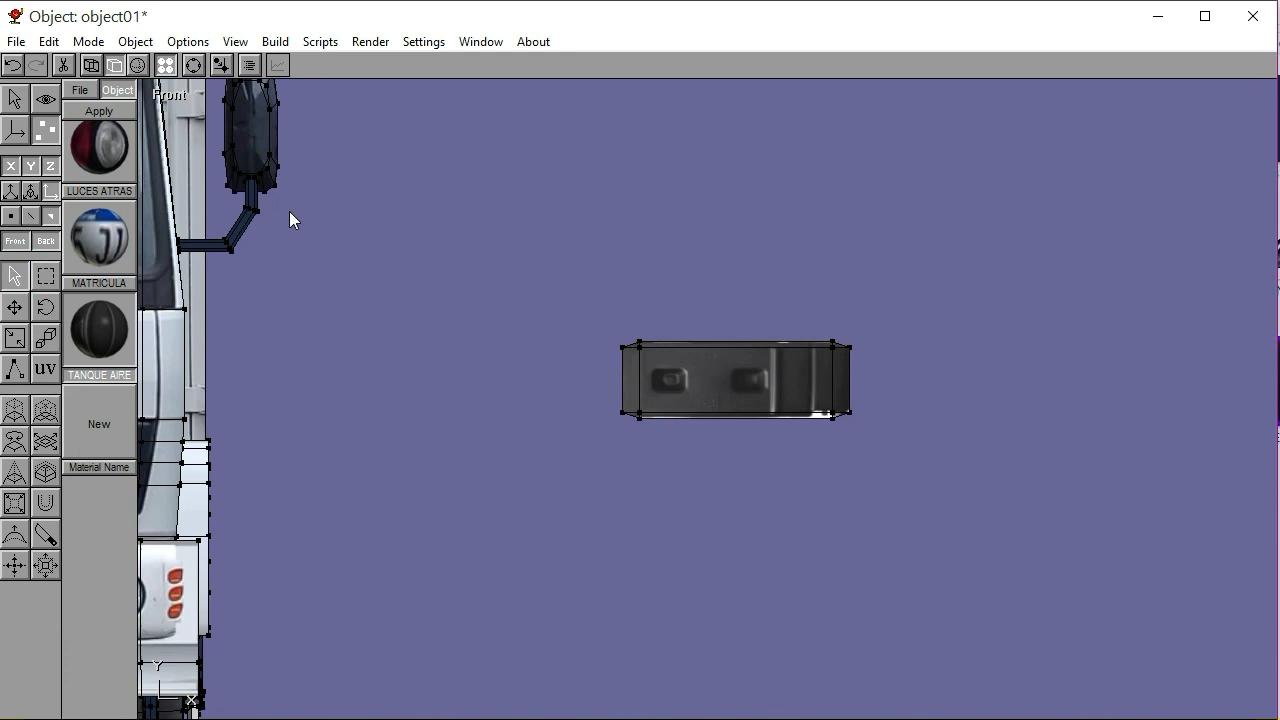 Object: object01*
File Edit Mode Object Options View Build Scripts Render Settings Window About
File Object
Apply
LUCES ATRAS
MATRICULA
TANQUE AIRE
New
Material Name
X Y Z
Front Back
uv
Front
Y
X